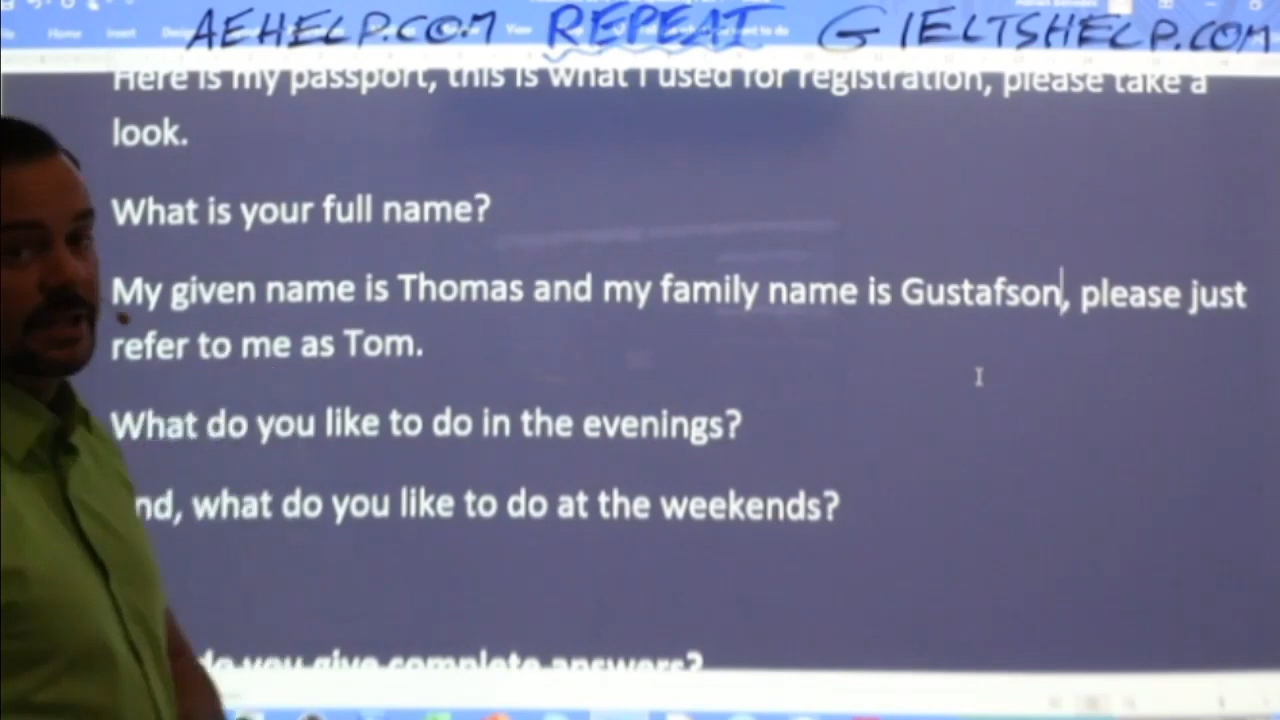 AEHELP.COM REPEAT GIELTSHELP.COM
Home Insert View
Here is my passport, this is what I used for registration, please take a
look.
What is your full name?
My given name is Thomas and my family name is Gustafson, please just
refer to me as Tom.
What do you like to do in the evenings?
nd, what do you like to do at the weekends?
do you give complete answers?